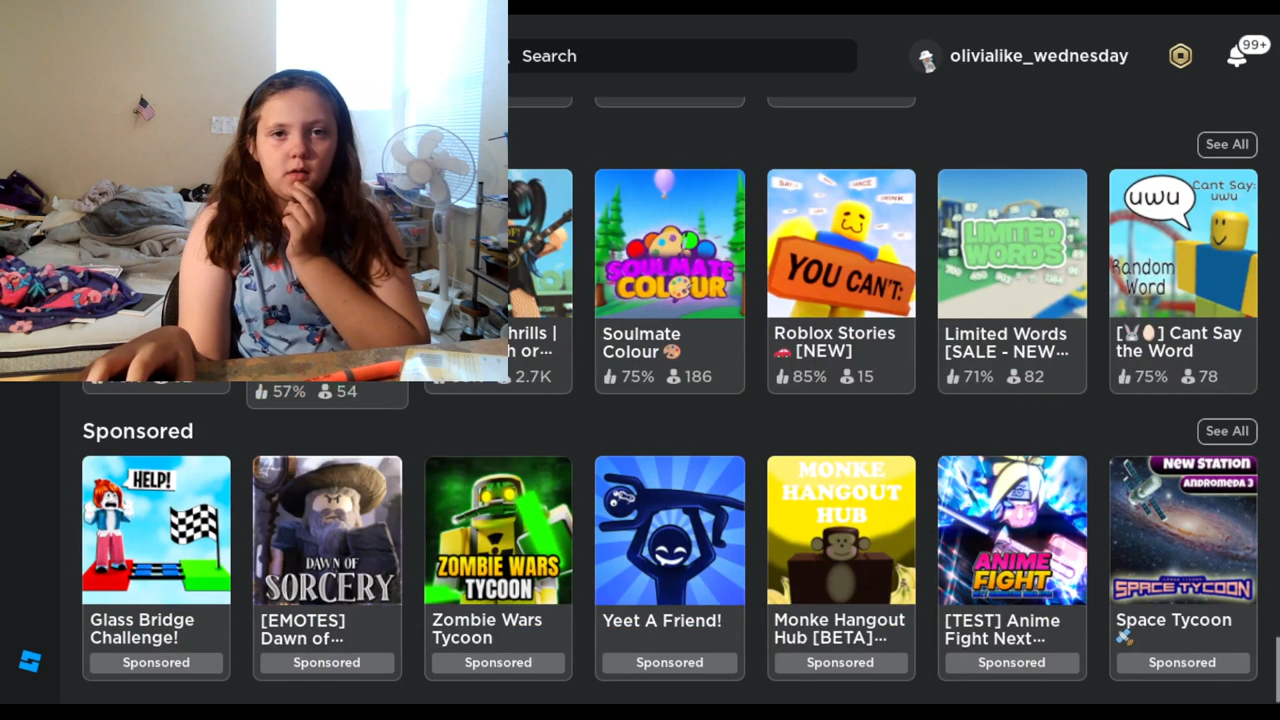 Search
olivialike_wednesday
99+
See All
hrills |
h or...
2.7K
SOULMATE
COLOUR
Soulmate
Colour
75% 186
YOU CAN'T:
Roblox Stories
[NEW]
85% 15
LIMITED
WORDS
Limited Words
[SALE - NEW...
71% 82
uwu
Cant Say:
uwu
Random
Word
[🐰🥚] Cant Say
the Word
75% 78
57% 54
Sponsored
See All
HELP!
Glass Bridge
Challenge!
Sponsored
DAWN OF
SORCERY
[EMOTES]
Dawn of...
Sponsored
ZOMBIE WARS
TYCOON
Zombie Wars
Tycoon
Sponsored
Yeet A Friend!
Sponsored
MONKE
HANGOUT
HUB
Monke Hangout
Hub [BETA]...
Sponsored
ANIME
FIGHT
[TEST] Anime
Fight Next...
Sponsored
NEW STATION
ANDROMEDA 3
SPACE TYCOON
Space Tycoon
Sponsored